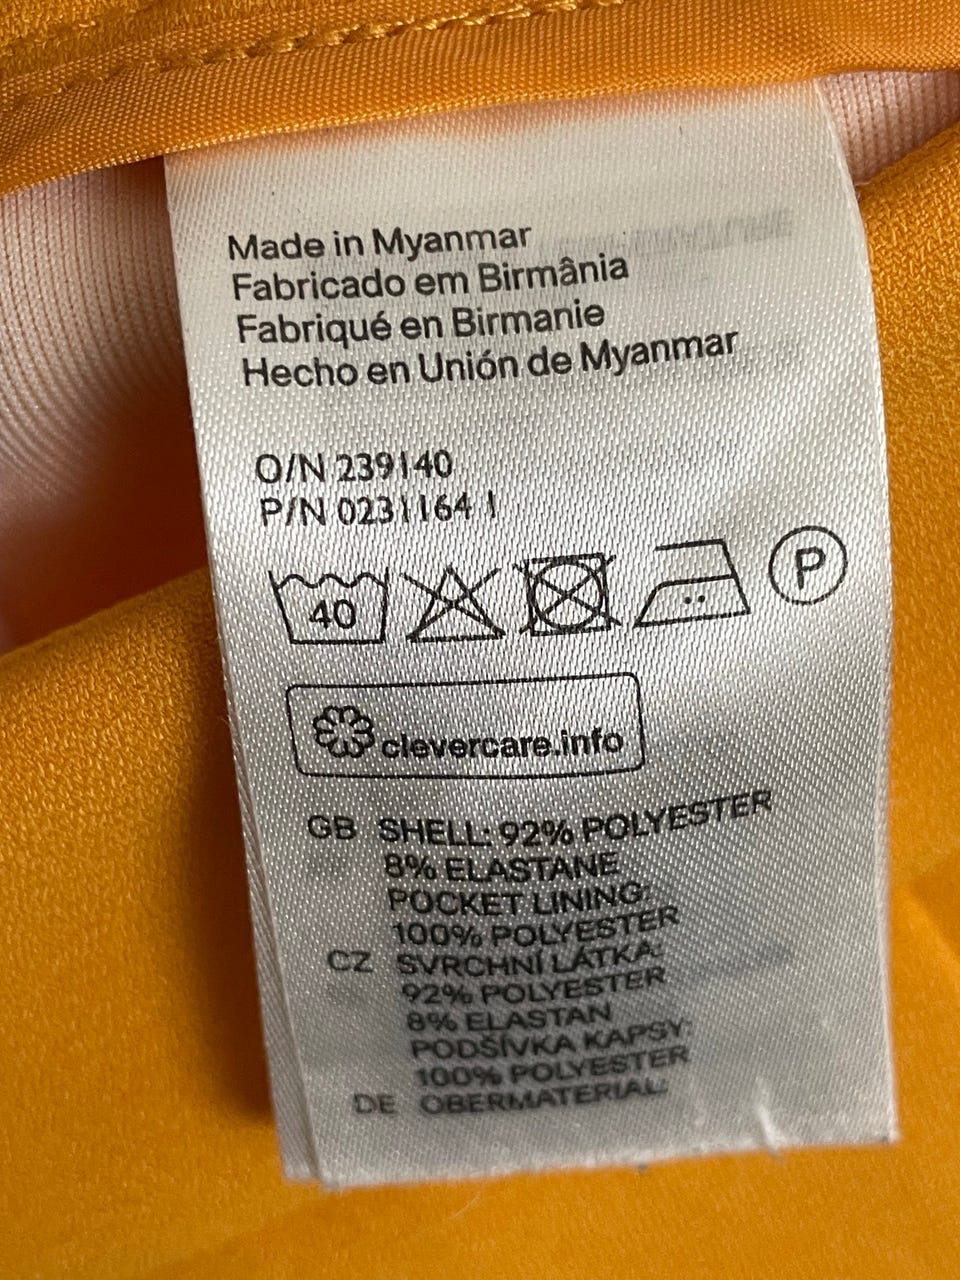 Made in Myanmar
Fabricado em Birmânia
Fabriqué en Birmanie
Hecho en Unión de Myanmar
O/N 239140
P/N 02311641
40
P
clevercare.info
GB SHELL: 92% POLYESTER
8% ELASTANE
POCKET LINING:
100% POLYESTER
CZ SVRCHNÍ LÁTKA:
92% POLYESTER
8% ELASTAN
PODŠÍVKA KAPSY:
100% POLYESTER
DE OBERMATERIAL: